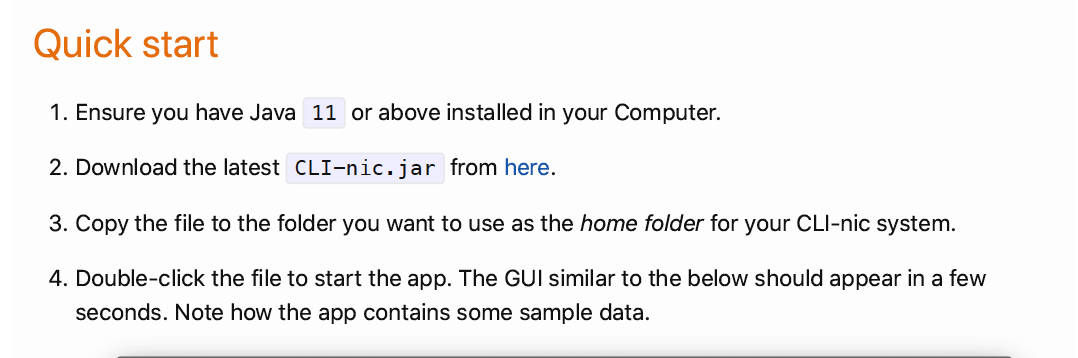 Quick start
1. Ensure you have Java 11 or above installed in your Computer.
2. Download the latest CLI-nic.jar from here.
3. Copy the file to the folder you want to use as the home folder for your CLI-nic system.
4. Double-click the file to start the app. The GUI similar to the below should appear in a few
seconds. Note how the app contains some sample data.